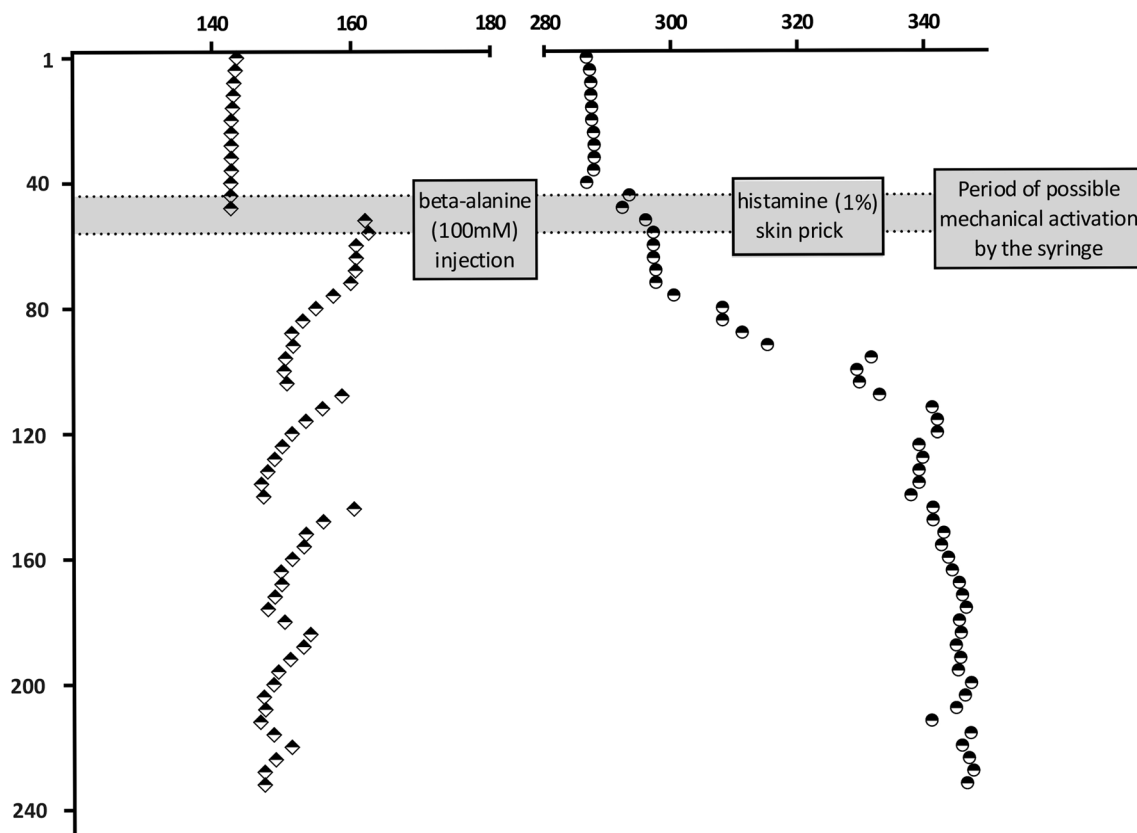 140 160 180 280 300 320 340
1
40
beta-alanine
(100mM)
injection
histamine (1%)
skin prick
Period of possible
mechanical activation
by the syringe
80
120
160
200
240